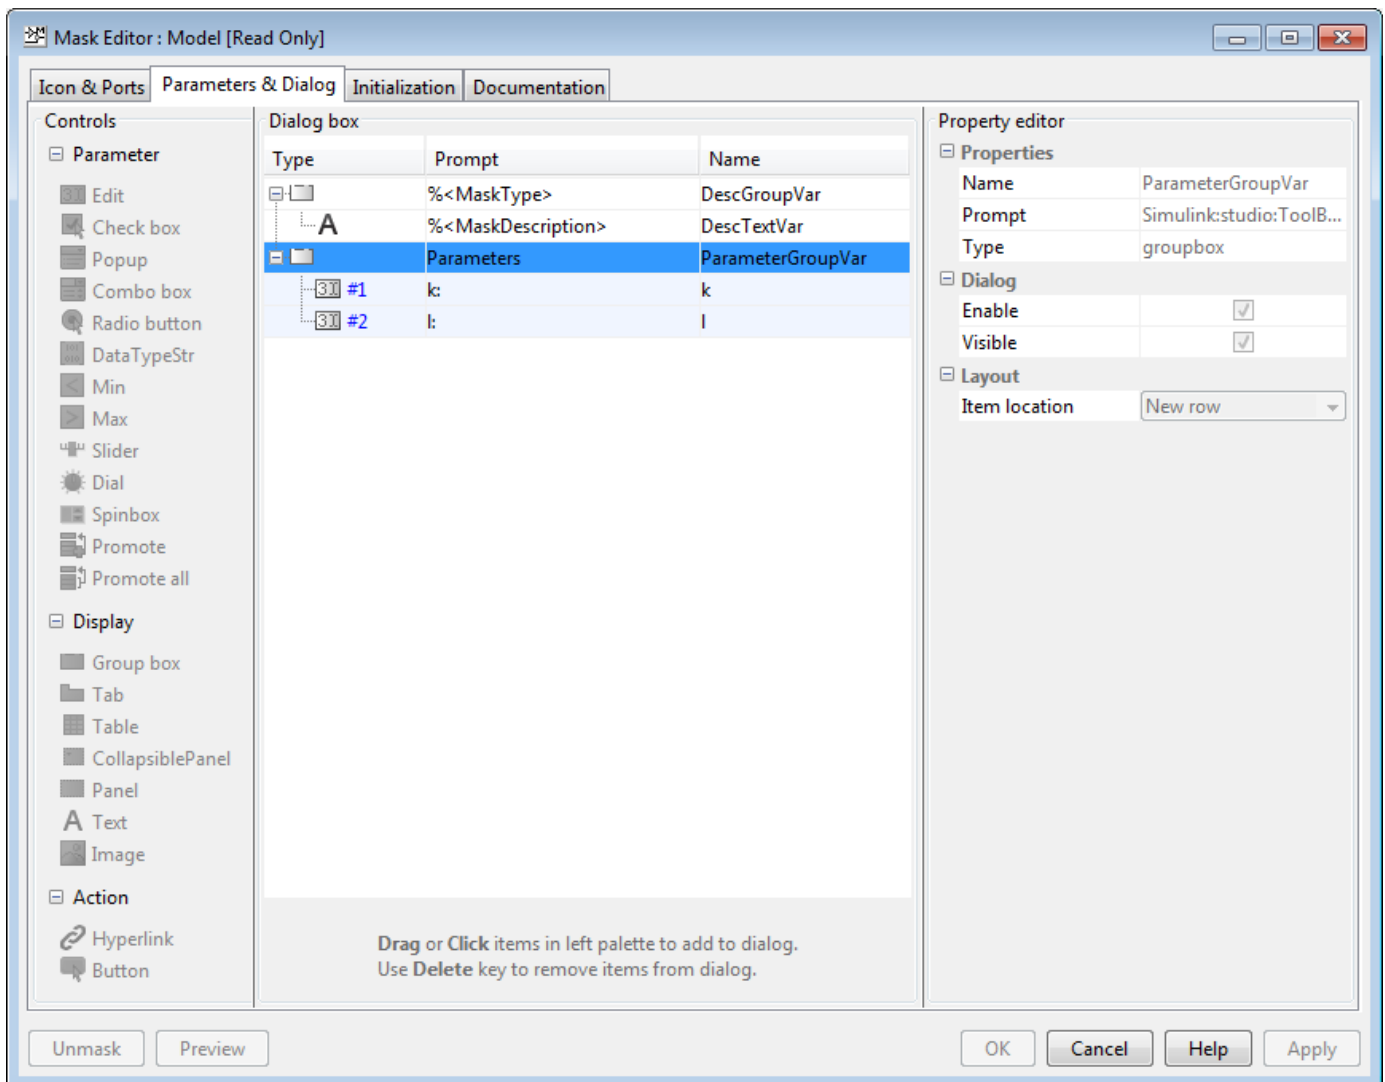 Mask Editor : Model [Read Only]
Icon & Ports
Parameters & Dialog
Initialization
Documentation
Controls
Parameter
Edit
Check box
Popup
Combo box
Radio button
DataTypeStr
Min
Max
Slider
Dial
Spinbox
Promote
Promote all
Display
Group box
Tab
Table
CollapsiblePanel
Panel
A Text
Image
Action
Hyperlink
Button
Dialog box
Type Prompt Name
%<MaskType> DescGroupVar
A %<MaskDescription> DescTextVar
Parameters ParameterGroupVar
#1 k: k
#2 l: l
Drag or Click items in left palette to add to dialog.
Use Delete key to remove items from dialog.
Property editor
Properties
Name ParameterGroupVar
Prompt Simulink:studio:ToolB...
Type groupbox
Dialog
Enable
Visible
Layout
Item location New row
Unmask
Preview
OK
Cancel
Help
Apply